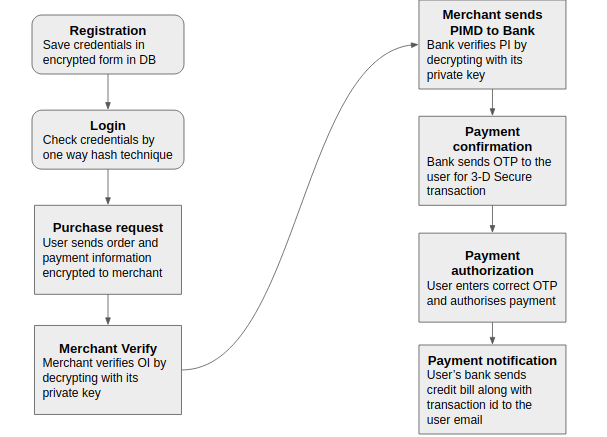 Registration
Save credentials in
encrypted form in DB
Login
Check credentials by
one way hash technique
Purchase request
User sends order and
payment information
encrypted to merchant
Merchant Verify
Merchant verifies OI by
decrypting with its
private key
Merchant sends
PIMD to Bank
Bank verifies PI by
decrypting with its
private key
Payment
confirmation
Bank sends OTP to the
user for 3-D Secure
transaction
Payment
authorization
User enters correct OTP
and authorises payment
Payment notification
User's bank sends
credit bill along with
transaction id to the
user email